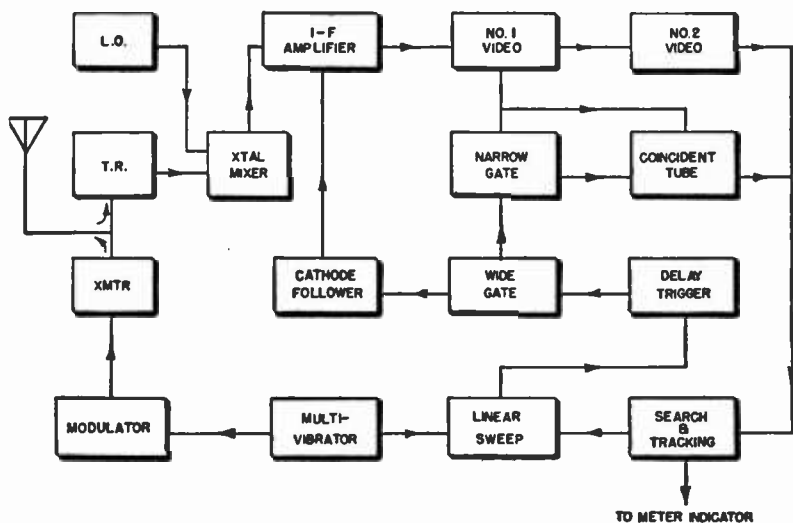 L.O.
I-F
AMPLIFIER
NO. 1
VIDEO
NO. 2
VIDEO
T.R.
XTAL
MIXER
NARROW
GATE
COINCIDENT
TUBE
XMTR
CATHODE
FOLLOWER
WIDE
GATE
DELAY
TRIGGER
MODULATOR
MULTI-
VIBRATOR
LINEAR
SWEEP
SEARCH
&
TRACKING
TO METER INDICATOR